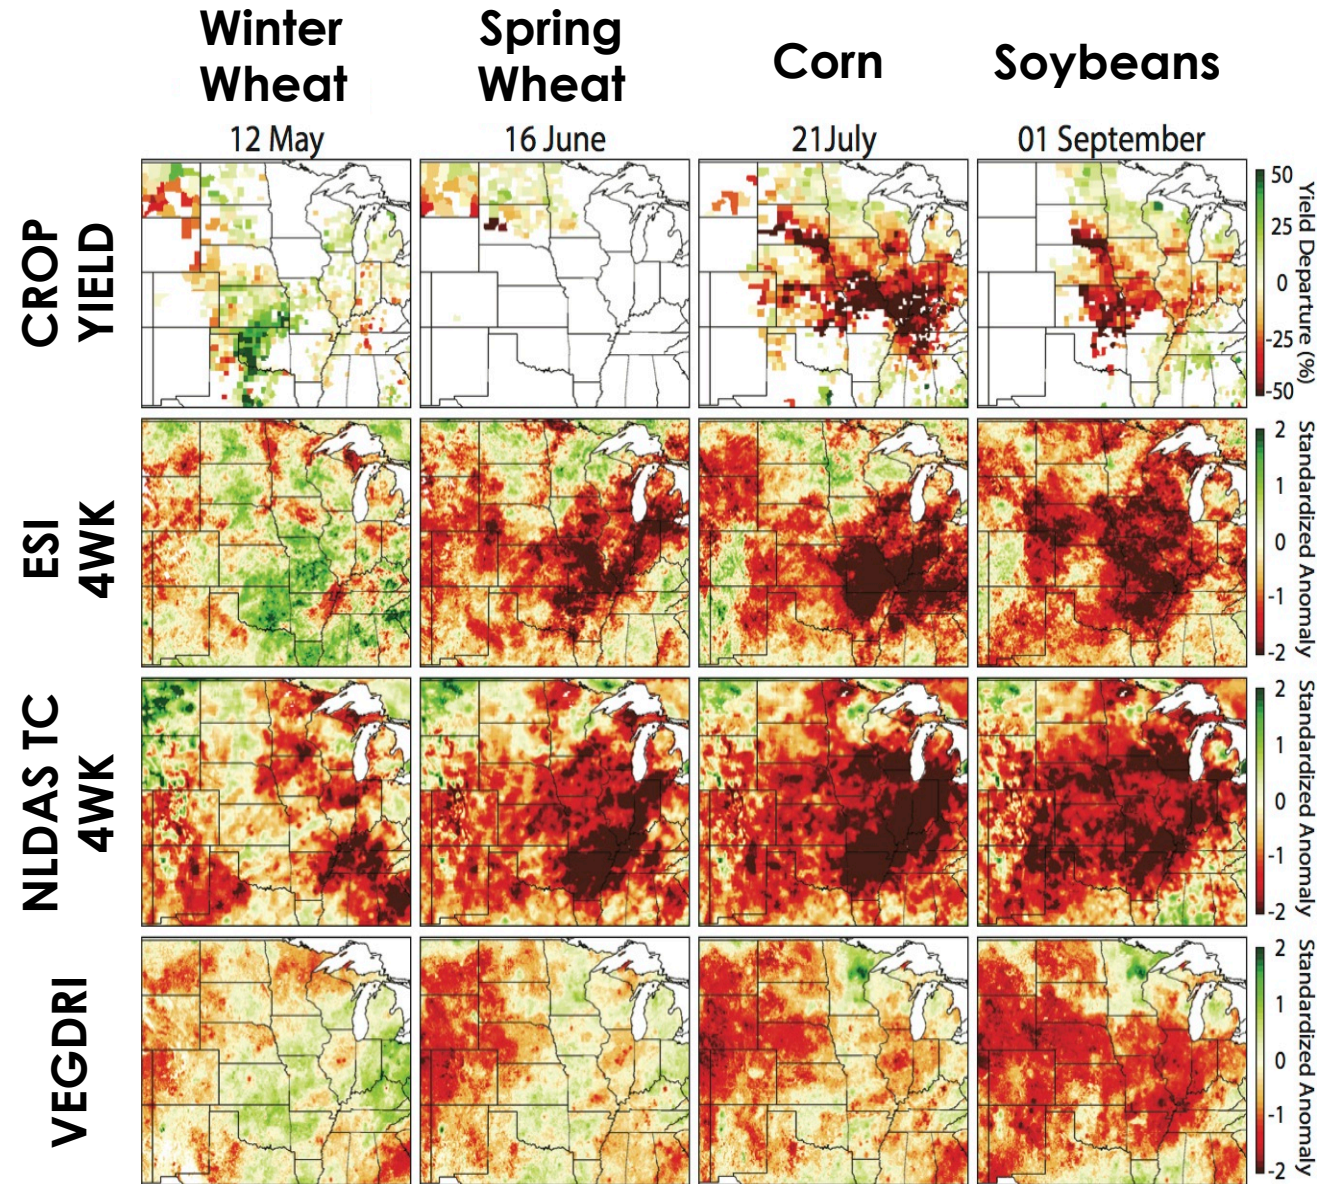 Winter
Wheat
Spring
Wheat
Corn
Soybeans
12 May
16 June
21 July
01 September
CROP
YIELD
50
25
0
-25
-50
Yield Departure (%)
ESI
4WK
2
1
0
-1
-2
Standardized Anomaly
NLDAS TC
4WK
2
1
0
-1
-2
Standardized Anomaly
VEGDRI
2
1
0
-1
-2
Standardized Anomaly